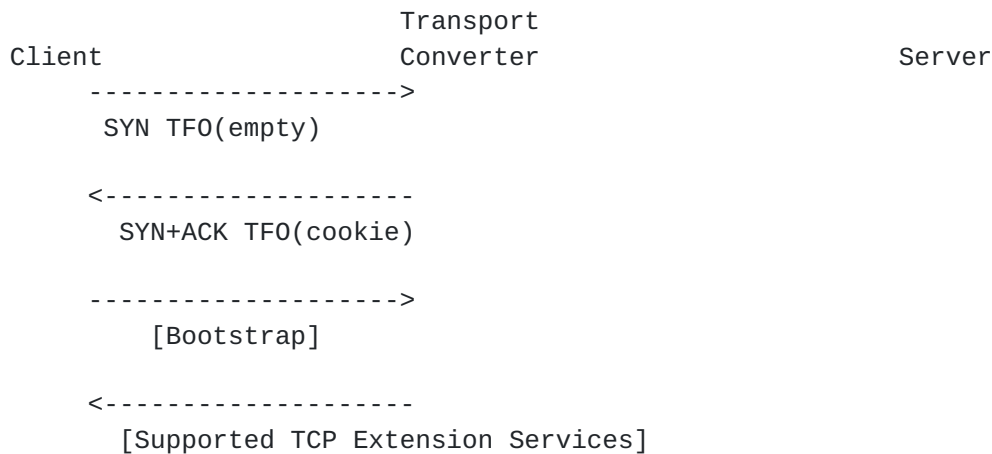 Transport
Client Converter Server
-------------------->
SYN TFO(empty)
<--------------------
SYN+ACK TFO(cookie)
-------------------->
[Bootstrap]
<--------------------
[Supported TCP Extension Services]